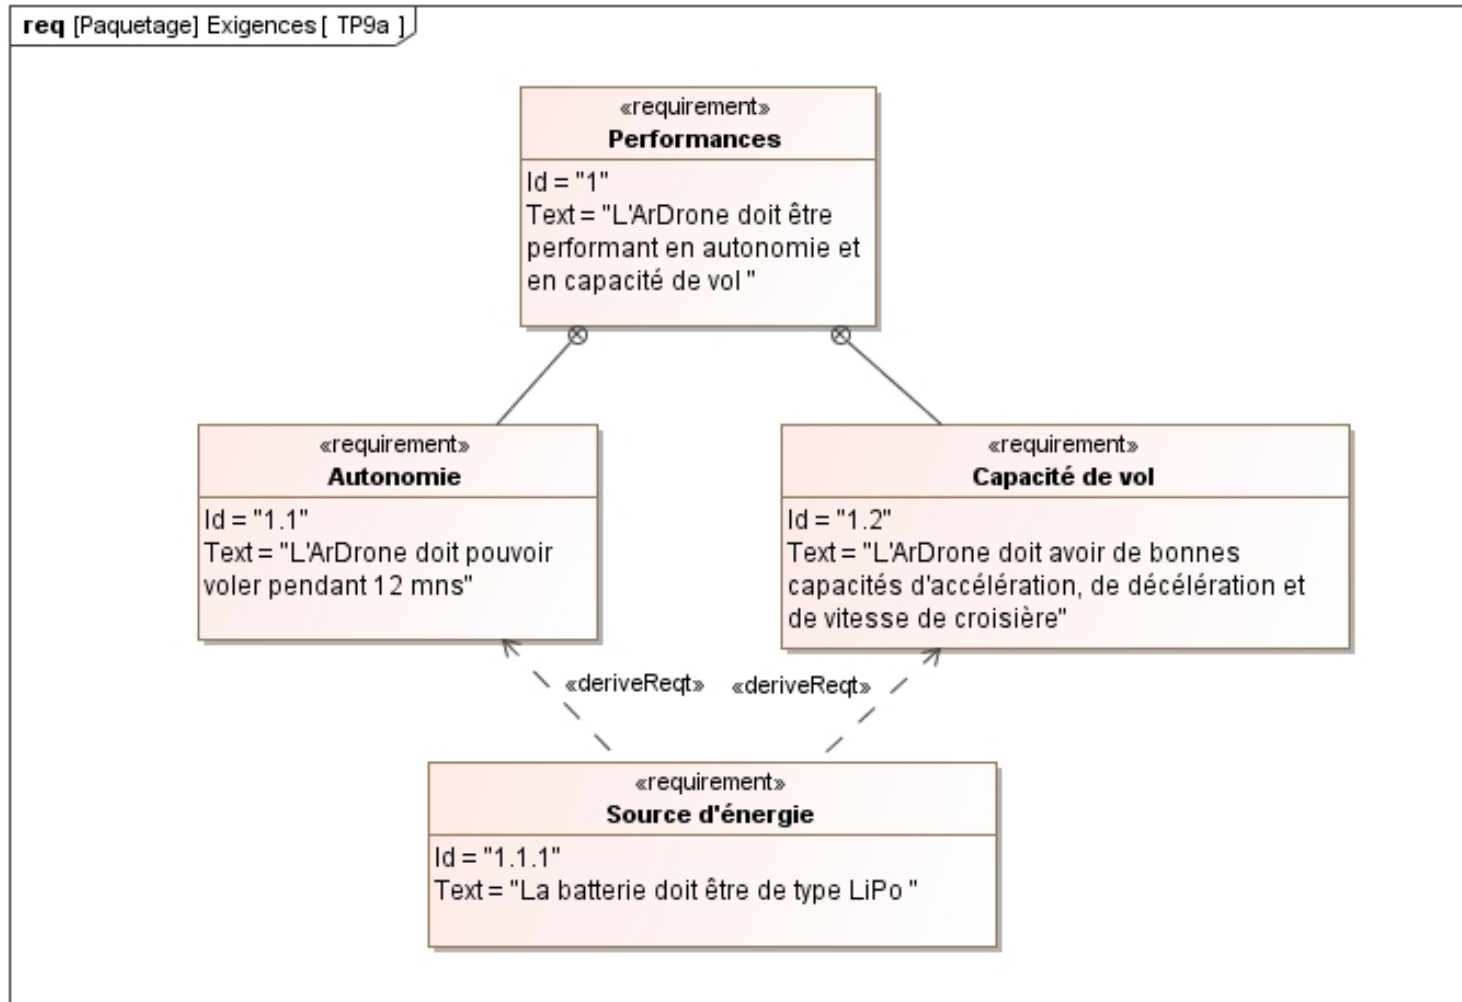 req [Paquetage] Exigences [ TP9a ]
«requirement»
Performances
Id = "1"
Text = "L'ArDrone doit être
performant en autonomie et
en capacité de vol "
«requirement»
Autonomie
Id = "1.1"
Text = "L'ArDrone doit pouvoir
voler pendant 12 mns"
«requirement»
Capacité de vol
Id = "1.2"
Text = "L'ArDrone doit avoir de bonnes
capacités d'accélération, de décélération et
de vitesse de croisière"
«deriveReqt»
«deriveReqt»
«requirement»
Source d'énergie
Id = "1.1.1"
Text = "La batterie doit être de type LiPo "